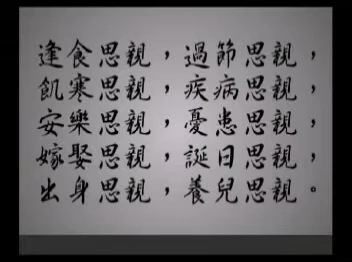 逢食思親，過節思親，
飢寒思親，疾病思親，
安樂思親，憂患思親，
嫁娶思親，誕日思親，
出身思親，養兒思親。